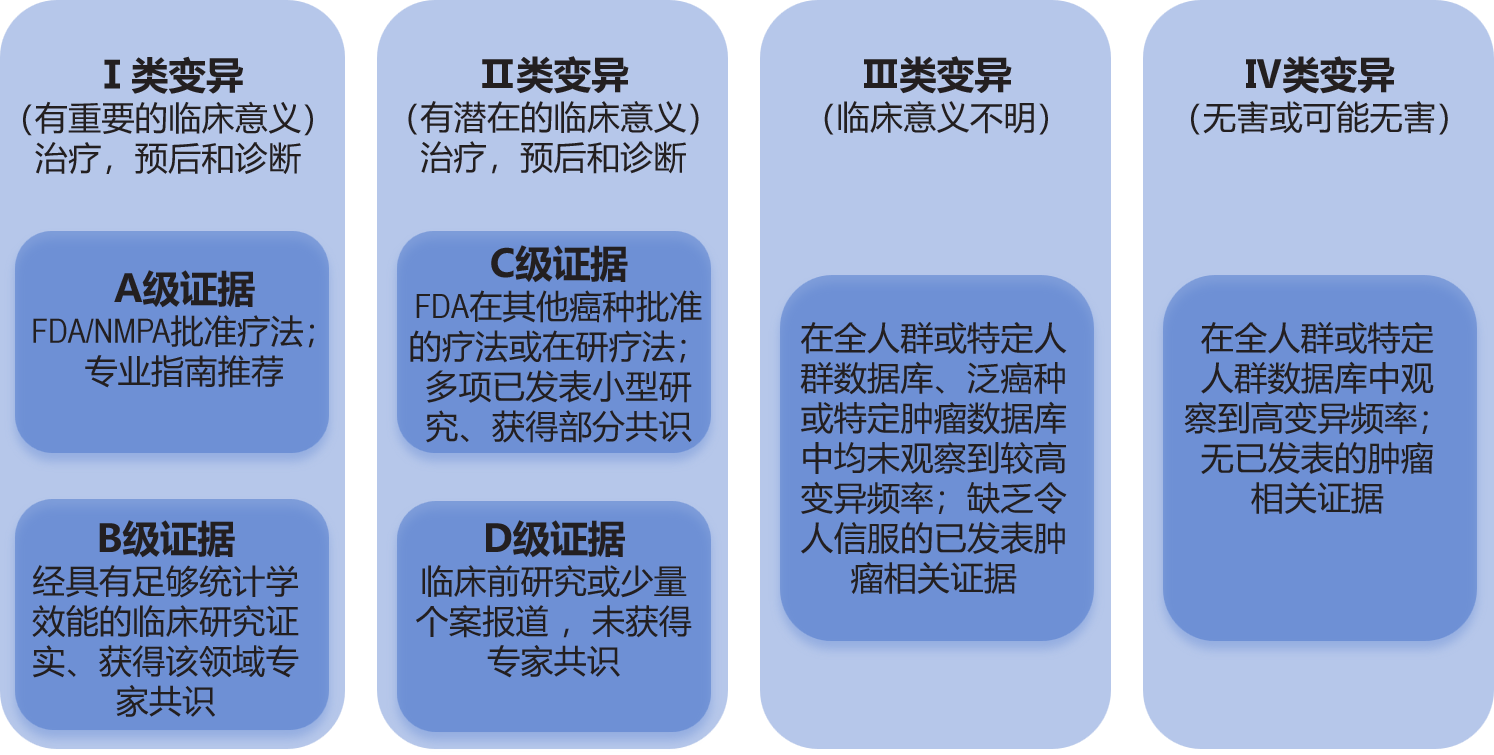 Ⅰ类变异
（有重要的临床意义）
治疗，预后和诊断
A级证据
FDA/NMPA批准疗法；
专业指南推荐
B级证据
经具有足够统计学
效能的临床研究证
实、获得该领域专
家共识
Ⅱ类变异
（有潜在的临床意义）
治疗，预后和诊断
C级证据
FDA在其他癌种批准
的疗法或在研疗法；
多项已发表小型研
究、获得部分共识
D级证据
临床前研究或少量
个案报道，未获得
专家共识
Ⅲ类变异
（临床意义不明）
在全人群或特定人
群数据库、泛癌种
或特定肿瘤数据库
中均未观察到较高
变异频率；缺乏令
人信服的已发表肿
瘤相关证据
Ⅳ类变异
（无害或可能无害）
在全人群或特定
人群数据库中观
察到高变异频率；
无已发表的肿瘤
相关证据